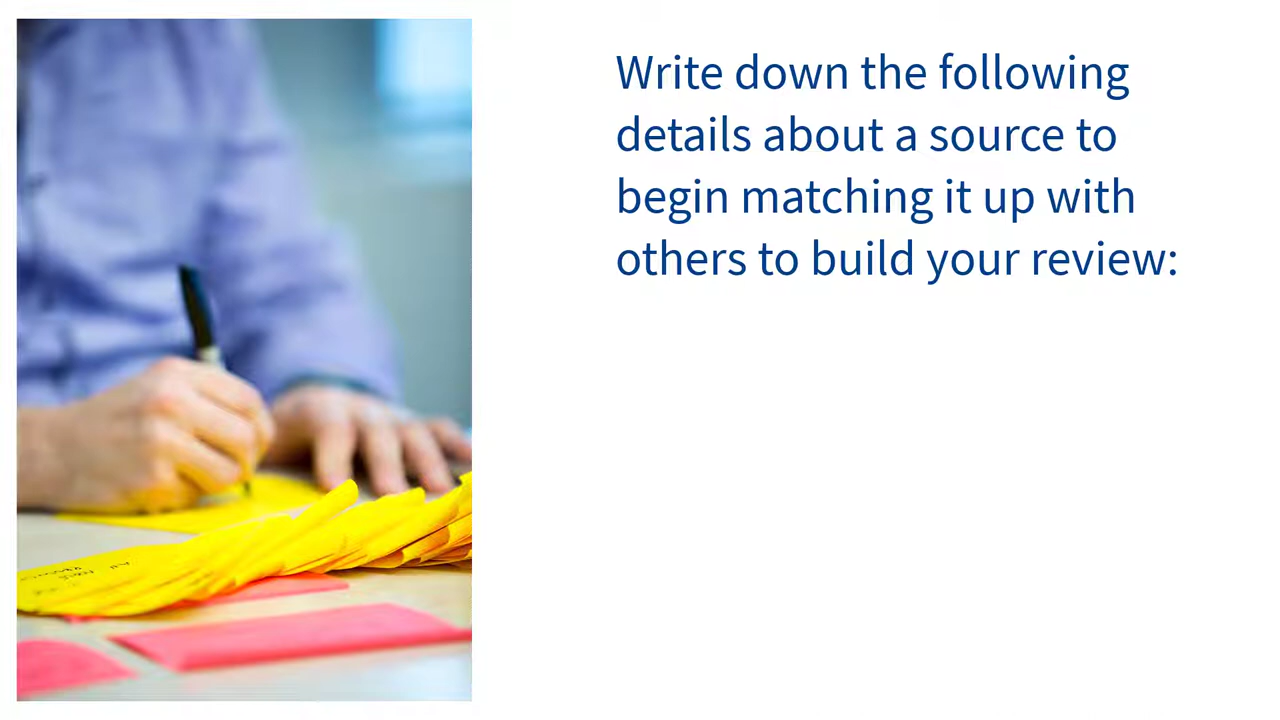 Write down the following
details about a source to
begin matching it up with
others to build your review: